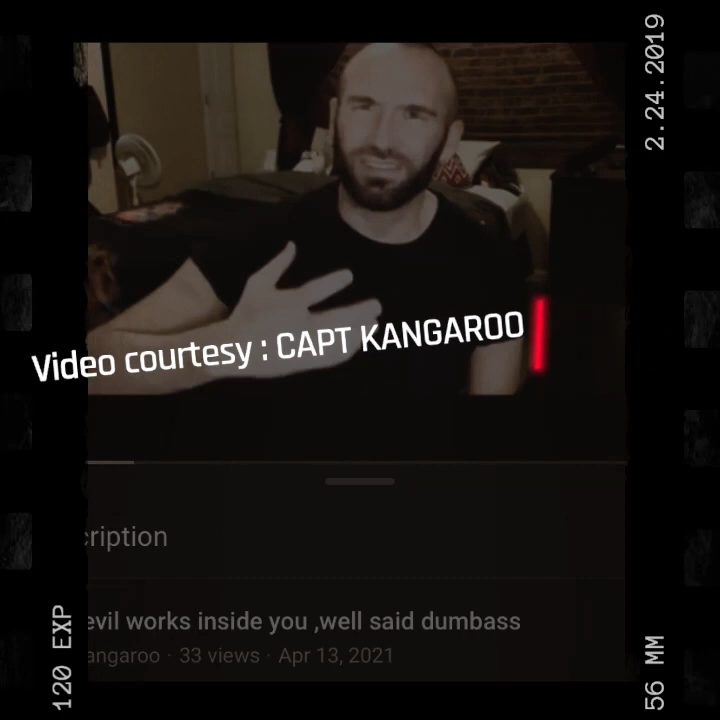 2.24.2019
Video courtesy : CAPT KANGAROO
cription
evil works inside you ,well said dumbass
angaroo · 33 views · Apr 13, 2021
120 EXP
56 MM